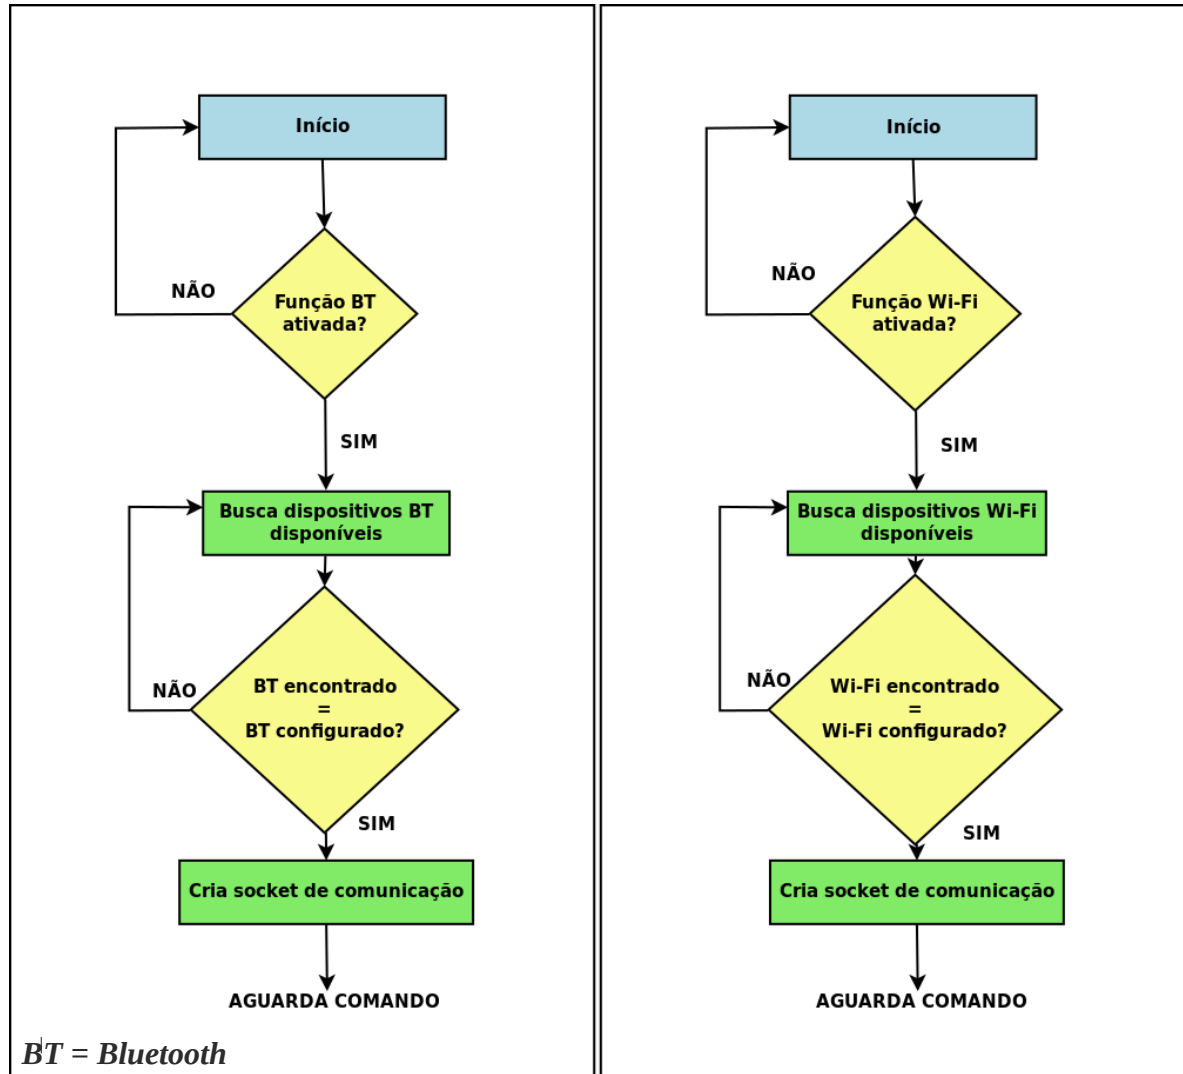 Início
NÃO
Função BT
ativada?
SIM
Busca dispositivos BT
disponíveis
NÃO
BT encontrado
=
BT configurado?
SIM
Cria socket de comunicação
AGUARDA COMANDO
BT = Bluetooth
Início
NÃO
Função Wi-Fi
ativada?
SIM
Busca dispositivos Wi-Fi
disponíveis
NÃO
Wi-Fi encontrado
=
Wi-Fi configurado?
SIM
Cria socket de comunicação
AGUARDA COMANDO